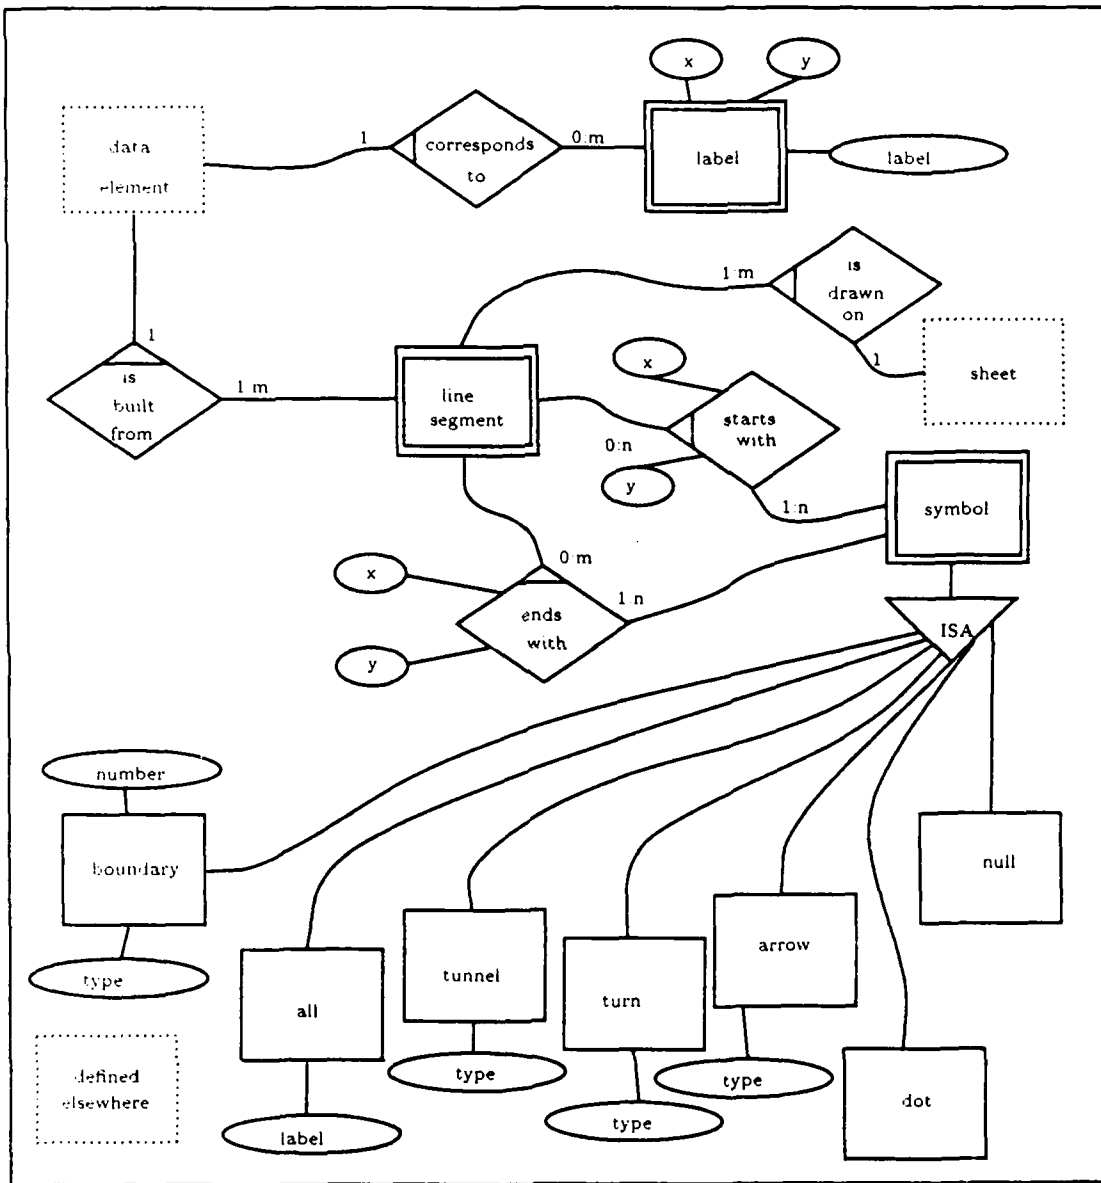 x
y
data
element
1
corresponds
to
0:m
label
label
1:m
is
drawn
on
1
sheet
1
is
built
from
1:m
line
segment
x
starts
with
0:n
y
1:n
symbol
x
0:m
ends
with
1:n
y
ISA
number
boundary
type
all
label
tunnel
type
turn
type
arrow
type
dot
null
defined
elsewhere